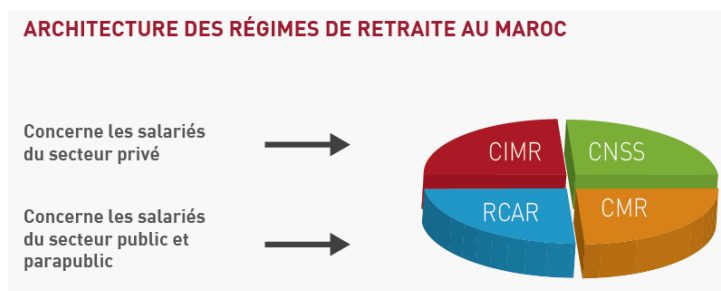 ARCHITECTURE DES RÉGIMES DE RETRAITE AU MAROC
Concerne les salariés
du secteur privé
CIMR
CNSS
Concerne les salariés
du secteur public et
parapublic
RCAR
CMR